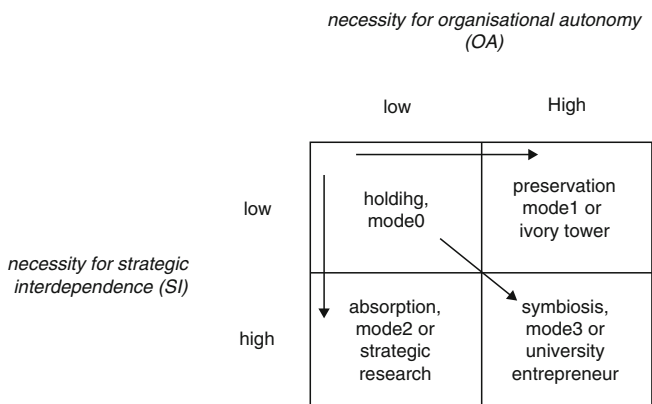 necessity for organisational autonomy
(OA)
low
High
low
holdihg,
mode0
preservation
mode1 or
ivory tower
necessity for strategic
interdependence (SI)
high
absorption,
mode2 or
strategic
research
symbiosis,
mode3 or
university
entrepreneur